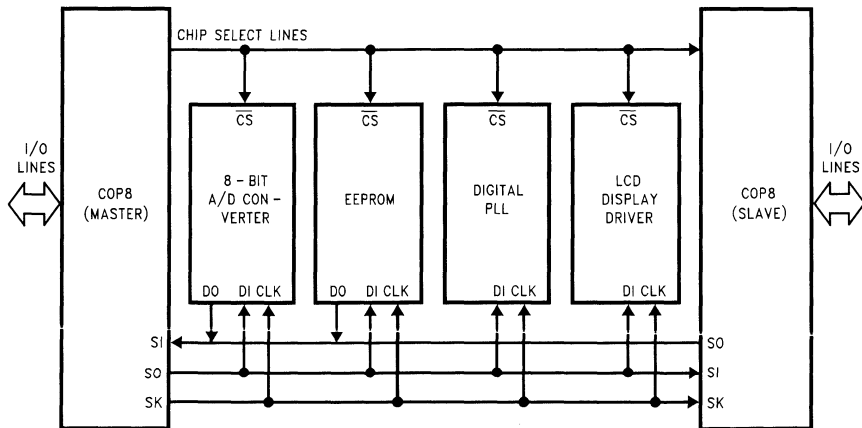 CHIP SELECT LINES
I/O
LINES
COP8
(MASTER)
CS
8 - BIT
A/D CON -
VERTER
DO
DI CLK
CS
EEPROM
DO
DI CLK
CS
DIGITAL
PLL
DI CLK
CS
LCD
DISPLAY
DRIVER
DI CLK
COP8
(SLAVE)
I/O
LINES
SI
SO
SK
SO
SI
SK